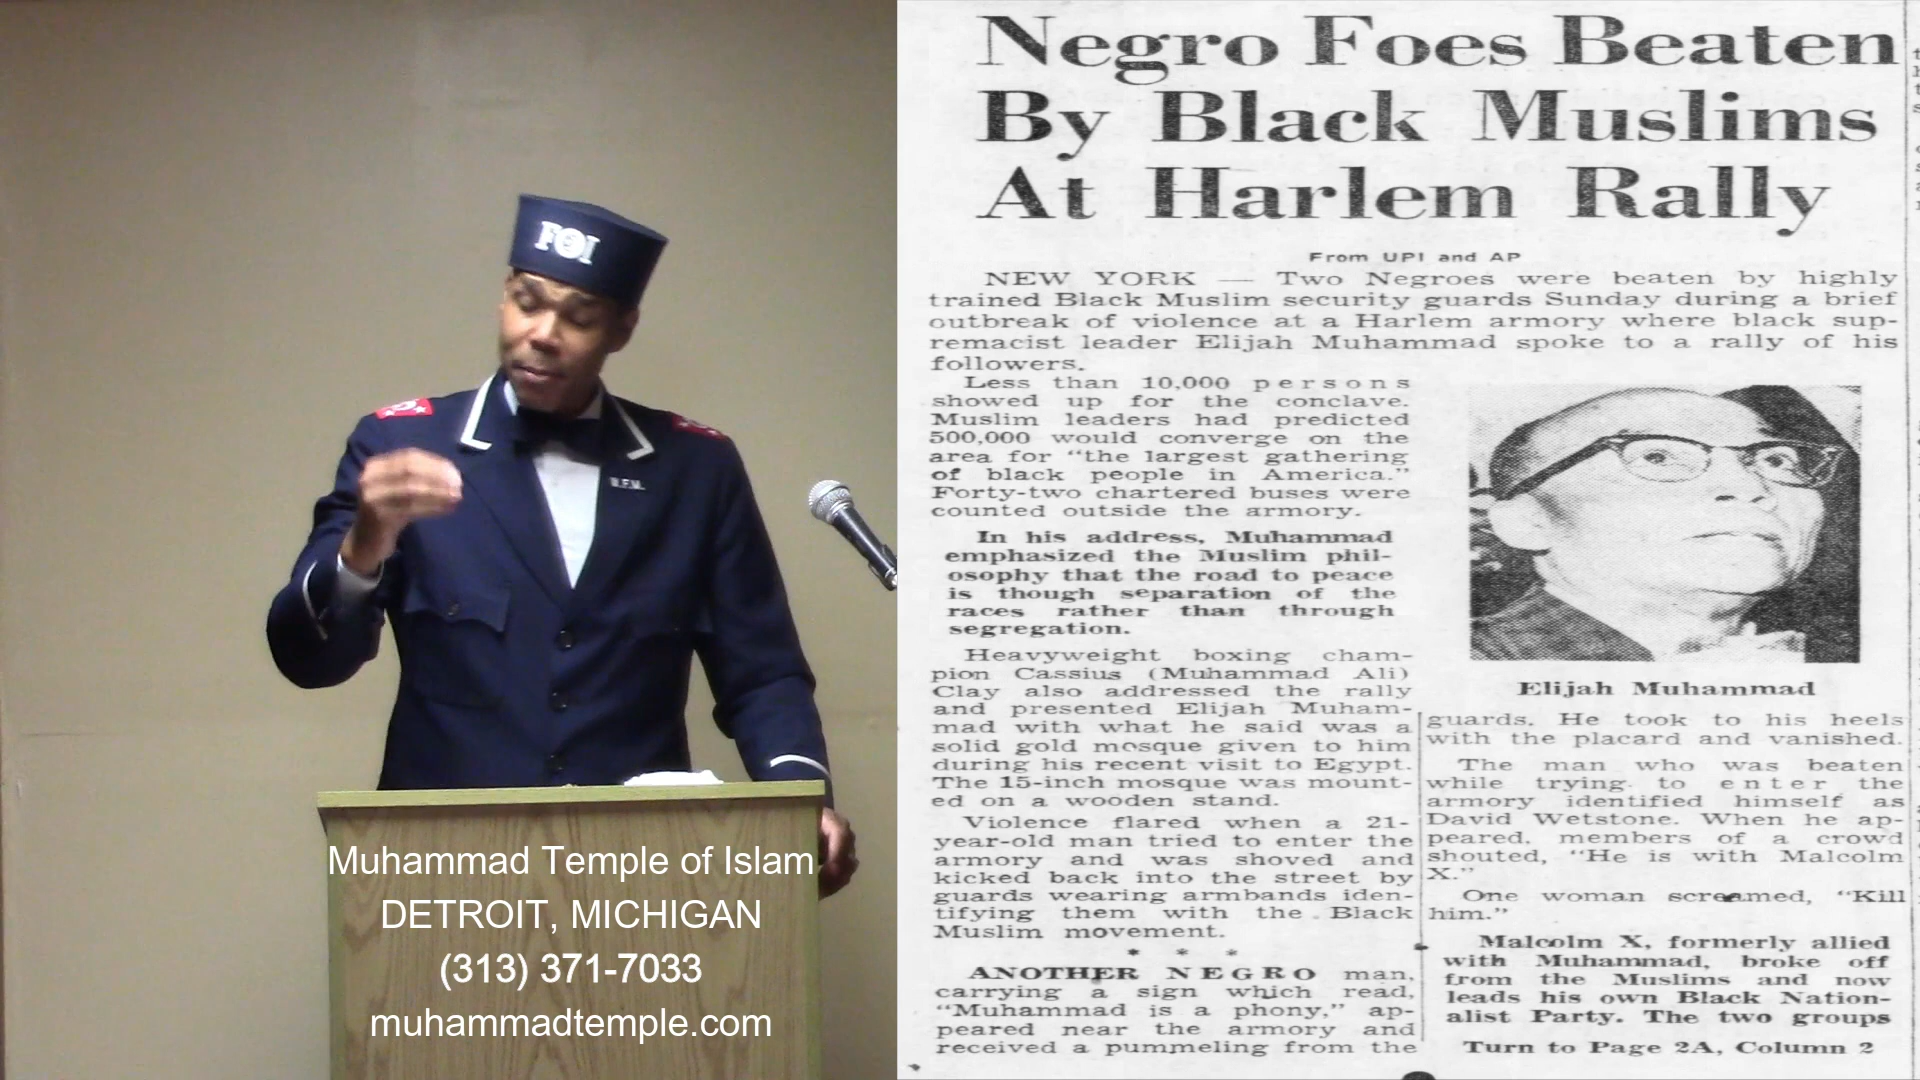 FOI
U.F.M.
Muhammad Temple of Islam
DETROIT, MICHIGAN
(313) 371-7033
muhammadtemple.com
Negro Foes Beaten
By Black Muslims
At Harlem Rally
From UPI and AP
NEW YORK — Two Negroes were beaten by highly
trained Black Muslim security guards Sunday during a brief
outbreak of violence at a Harlem armory where black sup-
remacist leader Elijah Muhammad spoke to a rally of his
followers.
Less than 10,000 persons
showed up for the conclave.
Muslim leaders had predicted
500,000 would converge on the
area for "the largest gathering
of black people in America."
Forty-two chartered buses were
counted outside the armory.
In his address, Muhammad
emphasized the Muslim phil-
osophy that the road to peace
is though separation of the
races rather than through
segregation.
Heavyweight boxing cham-
pion Cassius (Muhammad Ali)
Clay also addressed the rally
and presented Elijah Muham-
mad with what he said was a
solid gold mosque given to him
during his recent visit to Egypt.
The 15-inch mosque was mount-
ed on a wooden stand.
Violence flared when a 21-
year-old man tried to enter the
armory and was shoved and
kicked back into the street by
guards wearing armbands iden-
tifying them with the Black
Muslim movement.
* * *
ANOTHER NEGRO man,
carrying a sign which read,
"Muhammad is a phony," ap-
peared near the armory and
received a pummeling from the
Elijah Muhammad
guards. He took to his heels
with the placard and vanished.
The man who was beaten
while trying to enter the
armory identified himself as
David Wetstone. When he ap-
peared, members of a crowd
shouted, "He is with Malcolm
X."
One woman screamed, "Kill
him."
Malcolm X, formerly allied
with Muhammad, broke off
from the Muslims and now
leads his own Black Nation-
alist Party. The two groups
Turn to Page 2A, Column 2